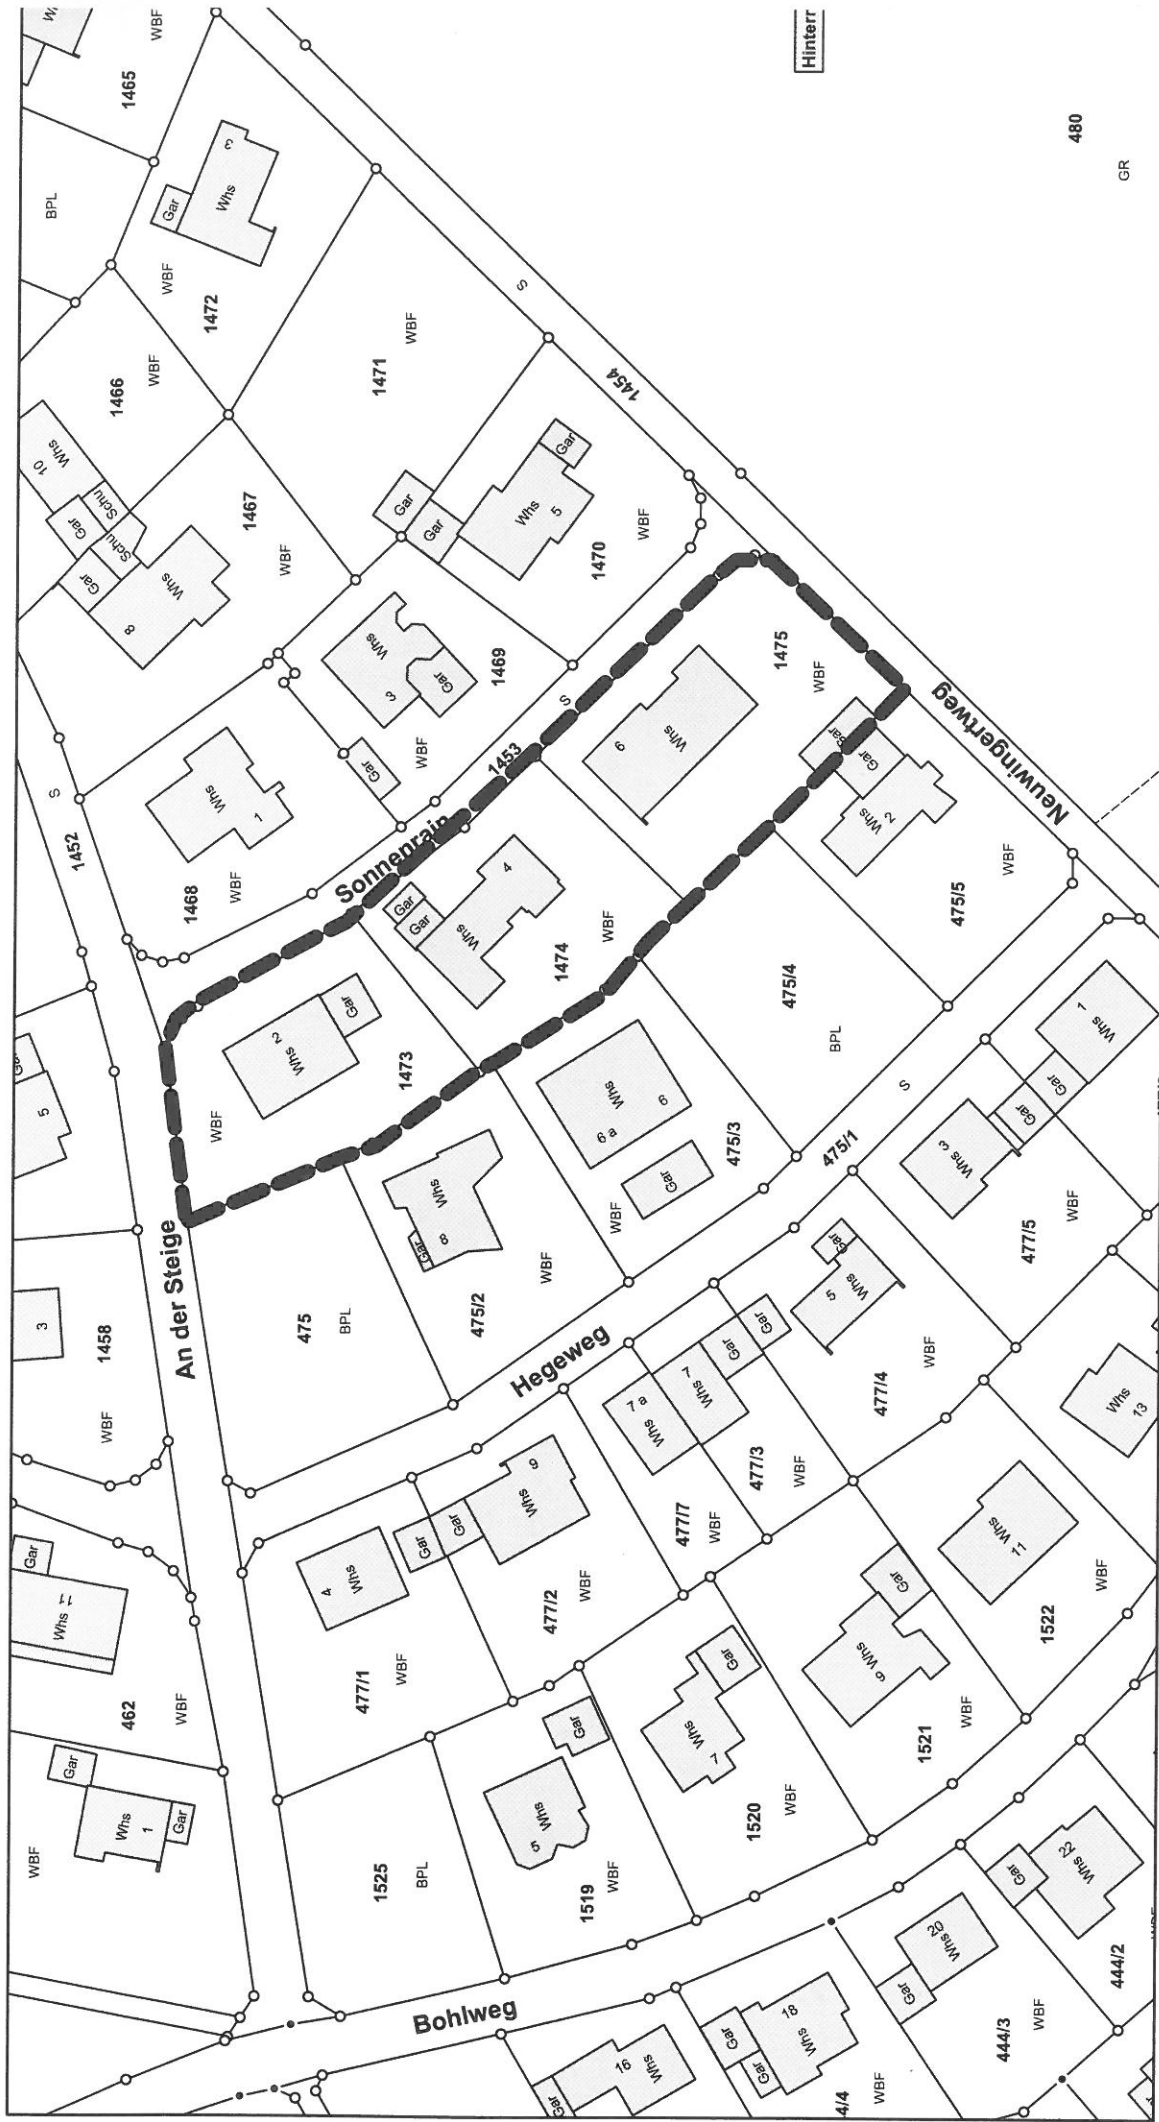 Whs
WBF
1465
BPL
Gar
Whs
3
WBF
1472
1466
WBF
1471
WBF
Hinterr
480
GR
S
1454
10
Whs
Gar
Schu
Schu
Gar
8
Whs
1467
WBF
Gar
Gar
Gar
Whs
5
WBF
1470
Whs
3
Gar
1469
WBF
Gar
S
1453
S
1452
Whs
1
1468
WBF
Sonnenrain
1475
WBF
6
Whs
Gar
Gar
Whs 2
Neuwingertweg
WBF
475/5
Gar
Gar
Whs
4
1474
WBF
475/4
BPL
Whs 2
Gar
1473
WBF
Gar
5
Whs
6 a
6
Gar
475/3
WBF
S
475/1
Whs 1
Gar
Gar
Whs 3
477/5
WBF
An der Steige
Whs
8
Gar
475/2
WBF
475
BPL
3
1458
WBF
Hegeweg
Gar
Whs
5
477/4
WBF
Whs
13
Gar
Gar
Whs 7
7 a
Whs
477/3
WBF
477/7
WBF
Gar
Gar
Whs
9
477/2
WBF
4
Whs
477/1
WBF
Gar
Whs
11
462
WBF
Whs
11
1522
WBF
Gar
9 Whs
1521
WBF
Gar
Whs
7
1520
WBF
Gar
5
Whs
1519
WBF
1525
BPL
Gar
Whs
1
Gar
WBF
Bohlweg
Gar
Whs 22
444/2
Gar
Whs 20
444/3
WBF
Gar
Gar
18
Whs
4/4
WBF
16
Whs
Gar